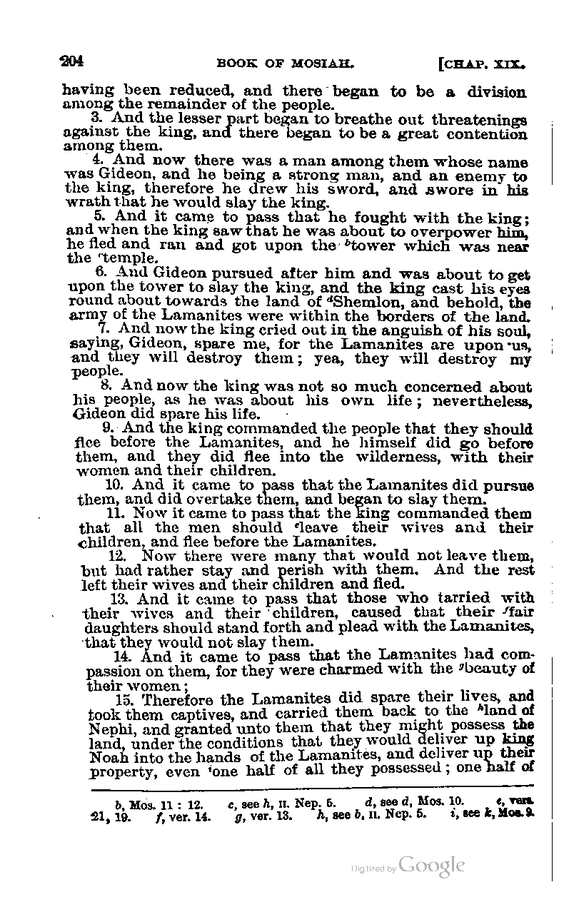 204 BOOK OF MOSIAH. [CHAP. XIX.
having been reduced, and there began to be a division
among the remainder of the people.
3. And the lesser part began to breathe out threatenings
against the king, and there began to be a great contention
among them.
4. And now there was a man among them whose name
was Gideon, and he being a strong man, and an enemy to
the king, therefore he drew his sword, and swore in his
wrath that he would slay the king.
5. And it came to pass that he fought with the king;
and when the king saw that he was about to overpower him,
he fled and ran and got upon the ᵇtower which was near
the ᶜtemple.
6. And Gideon pursued after him and was about to get
upon the tower to slay the king, and the king cast his eyes
round about towards the land of ᵈShemlon, and behold, the
army of the Lamanites were within the borders of the land.
7. And now the king cried out in the anguish of his soul,
saying, Gideon, spare me, for the Lamanites are upon us,
and they will destroy them; yea, they will destroy my
people.
8. And now the king was not so much concerned about
his people, as he was about his own life; nevertheless,
Gideon did spare his life.
9. And the king commanded the people that they should
flee before the Lamanites, and he himself did go before
them, and they did flee into the wilderness, with their
women and their children.
10. And it came to pass that the Lamanites did pursue
them, and did overtake them, and began to slay them.
11. Now it came to pass that the king commanded them
that all the men should ᵉleave their wives and their
children, and flee before the Lamanites.
12. Now there were many that would not leave them,
but had rather stay and perish with them. And the rest
left their wives and their children and fled.
13. And it came to pass that those who tarried with
their wives and their children, caused that their ᶠfair
daughters should stand forth and plead with the Lamanites,
that they would not slay them.
14. And it came to pass that the Lamanites had com-
passion on them, for they were charmed with the ᵍbeauty of
their women;
15. Therefore the Lamanites did spare their lives, and
took them captives, and carried them back to the ʰland of
Nephi, and granted unto them that they might possess the
land, under the conditions that they would deliver up king
Noah into the hands of the Lamanites, and deliver up their
property, even ⁱone half of all they possessed; one half of
b, Mos. 11 : 12. c, see h, II. Nep. 5. d, see d, Mos. 10. e, vers.
21, 19. f, ver. 14. g, ver. 13. h, see b, II. Nep. 5. i, see k, Mos. 9.
Digitized by Google